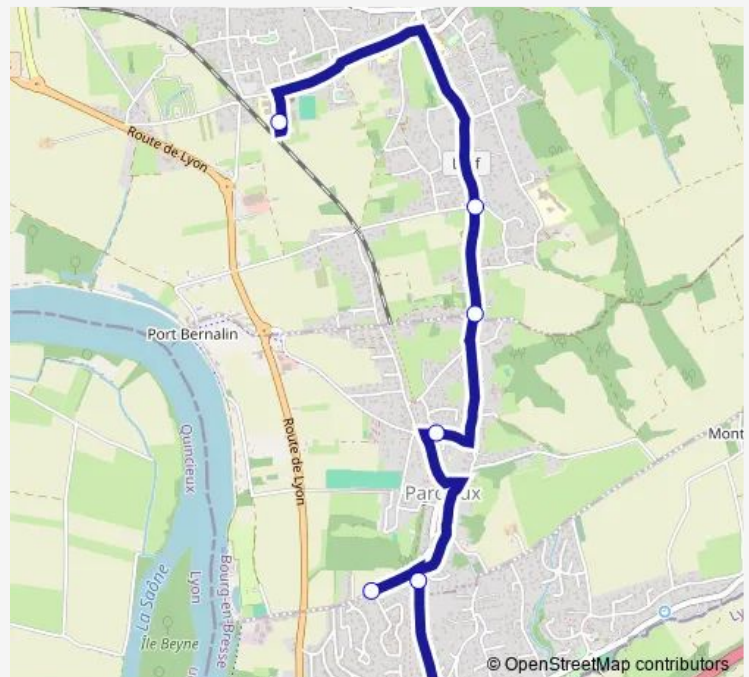 Route de Lyon
Port Bernalin
Route de Lyon
Quincieux
Mont
Lyon
Bourg-en-Bresse
La Saône
Île Beyne
© OpenStreetMap contributors